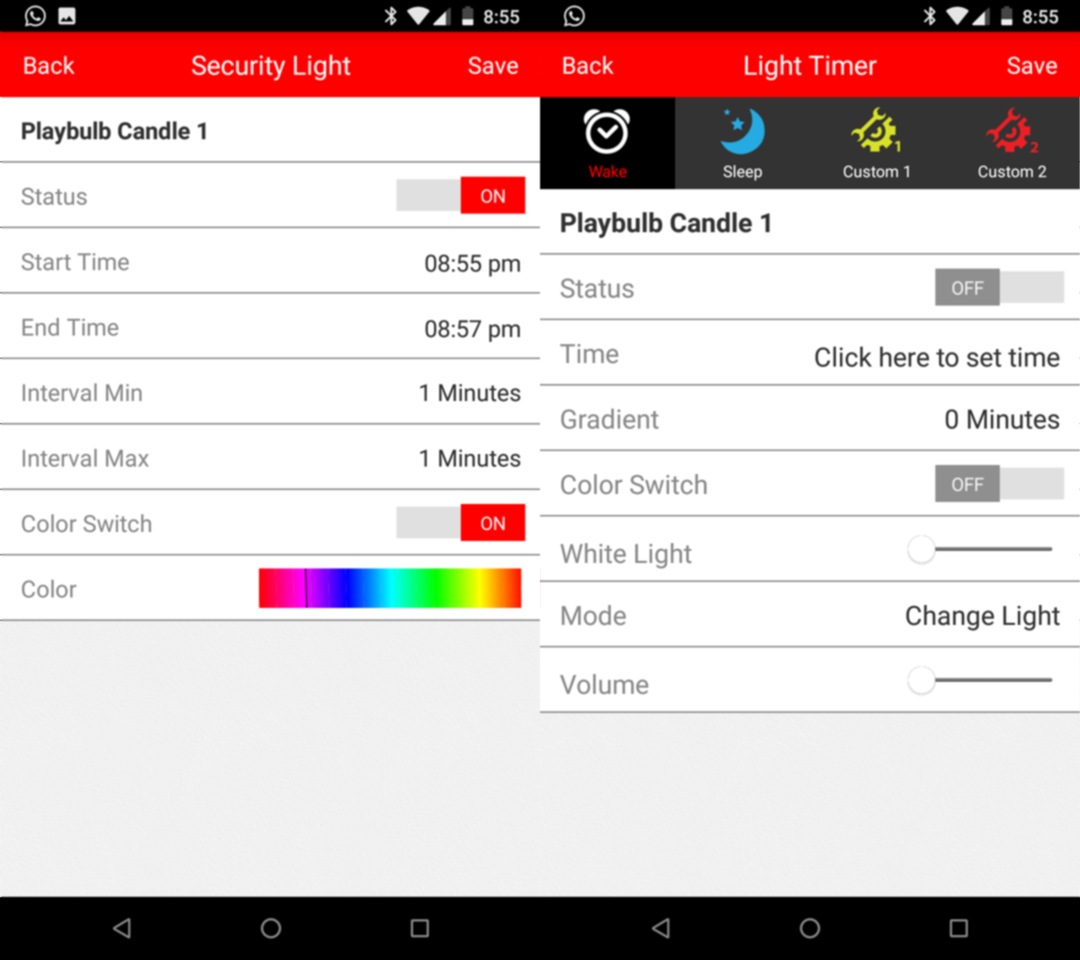 8:55
Back Security Light Save
Playbulb Candle 1
Status ON
Start Time 08:55 pm
End Time 08:57 pm
Interval Min 1 Minutes
Interval Max 1 Minutes
Color Switch ON
Color
8:55
Back Light Timer Save
Wake Sleep Custom 1 Custom 2
1 2
Playbulb Candle 1
Status OFF
Time Click here to set time
Gradient 0 Minutes
Color Switch OFF
White Light
Mode Change Light
Volume